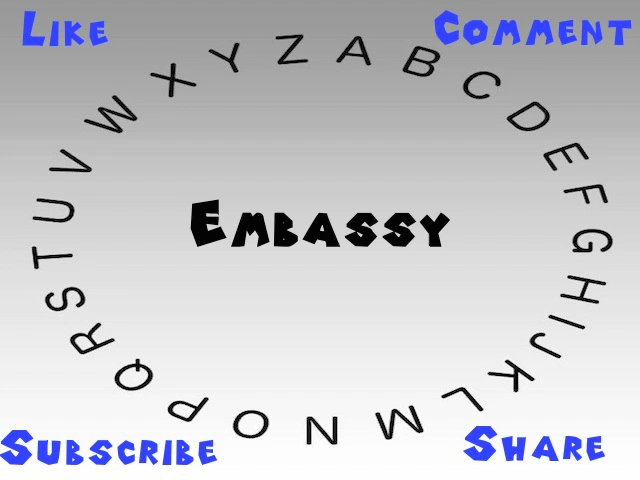 Like
Comment
A B C D E F G H I J K L M N O P Q R S T U V W X Y Z
Embassy
Subscribe
Share